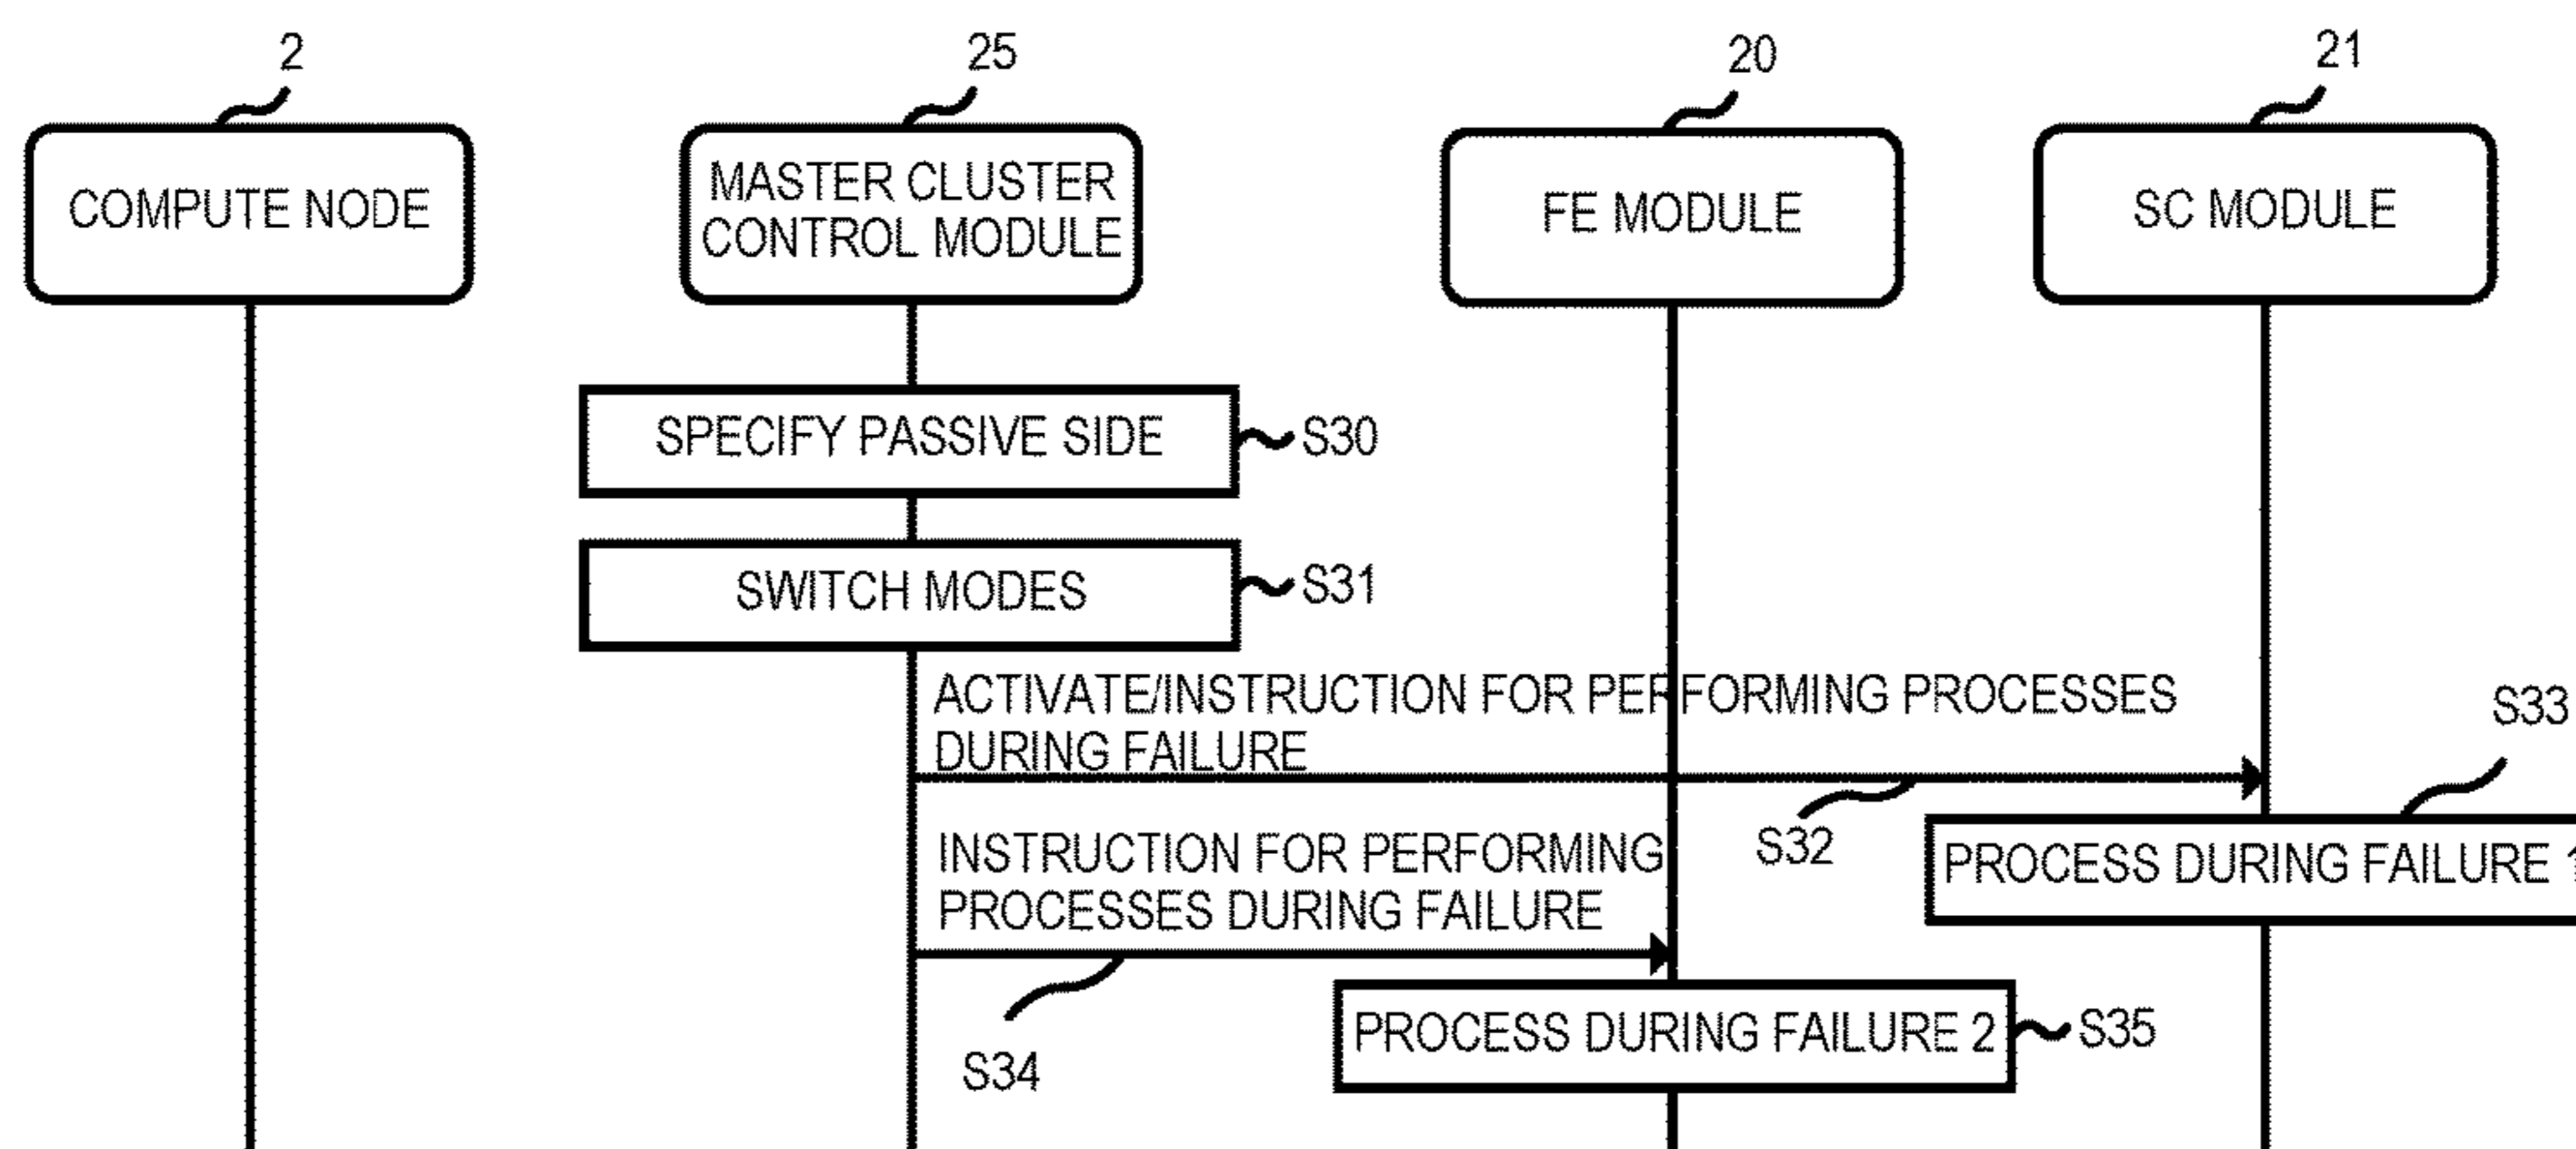 2
25
20
21
COMPUTE NODE
MASTER CLUSTER
CONTROL MODULE
FE MODULE
SC MODULE
SPECIFY PASSIVE SIDE
S30
SWITCH MODES
S31
ACTIVATE/INSTRUCTION FOR PERFORMING PROCESSES
DURING FAILURE
S33
S32
INSTRUCTION FOR PERFORMING
PROCESSES DURING FAILURE
PROCESS DURING FAILURE 1
S34
PROCESS DURING FAILURE 2
S35